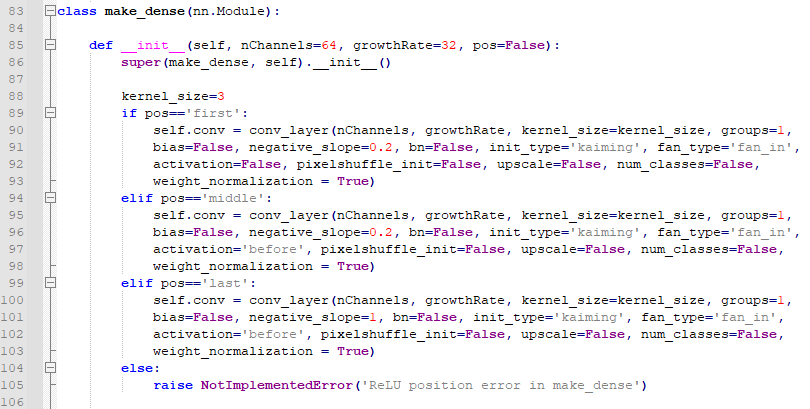 83 class make_dense(nn.Module):
84
85 def __init__(self, nChannels=64, growthRate=32, pos=False):
86 super(make_dense, self).__init__()
87
88 kernel_size=3
89 if pos=='first':
90 self.conv = conv_layer(nChannels, growthRate, kernel_size=kernel_size, groups=1,
91 bias=False, negative_slope=0.2, bn=False, init_type='kaiming', fan_type='fan_in',
92 activation=False, pixelshuffle_init=False, upscale=False, num_classes=False,
93 weight_normalization = True)
94 elif pos=='middle':
95 self.conv = conv_layer(nChannels, growthRate, kernel_size=kernel_size, groups=1,
96 bias=False, negative_slope=0.2, bn=False, init_type='kaiming', fan_type='fan_in',
97 activation='before', pixelshuffle_init=False, upscale=False, num_classes=False,
98 weight_normalization = True)
99 elif pos=='last':
100 self.conv = conv_layer(nChannels, growthRate, kernel_size=kernel_size, groups=1,
101 bias=False, negative_slope=1, bn=False, init_type='kaiming', fan_type='fan_in',
102 activation='before', pixelshuffle_init=False, upscale=False, num_classes=False,
103 weight_normalization = True)
104 else:
105 raise NotImplementedError('ReLU position error in make_dense')
106